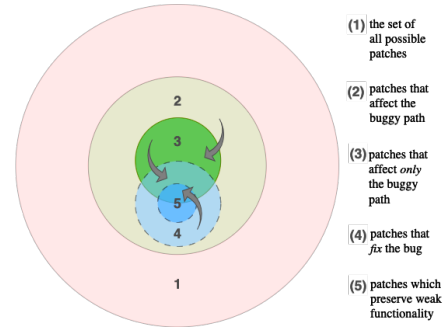 2
3
5
4
1
(1) the set of
all possible
patches
(2) patches that
affect the
buggy path
(3) patches that
affect only
the buggy
path
(4) patches that
fix the bug
(5) patches which
preserve weak
functionality